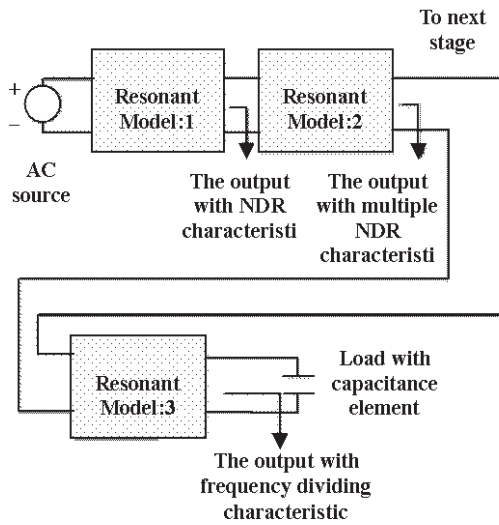 To next
stage
+
−
AC
source
Resonant
Model:1
Resonant
Model:2
The output
with NDR
characteristi
The output
with multiple
NDR
characteristi
Resonant
Model:3
Load with
capacitance
element
The output with
frequency dividing
characteristic